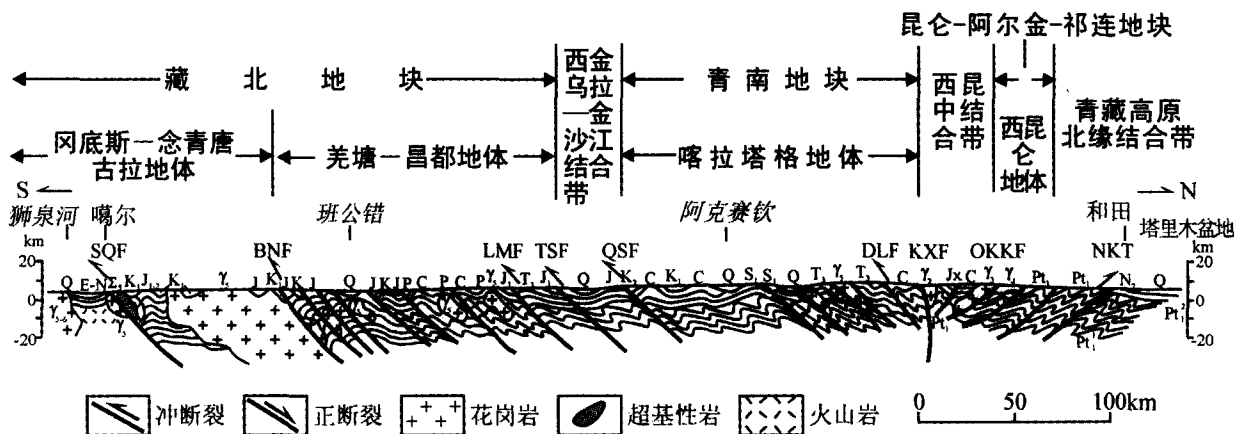 昆仑-阿尔金-祁连地块
藏北地块
西金乌拉—金沙江结合带
青南地块
西昆中结合带
西昆仑地体
青藏高原北缘结合带
冈底斯—念青唐古拉地体
羌塘—昌都地体
喀拉塔格地体
S
N
狮泉河
噶尔
班公错
阿克赛钦
和田
塔里木盆地
SQF
BNF
LMF
TSF
QSF
DLF
KXF
OKKF
NKT
km
20
0
-20
km
20
0
-20
Q
E-N
γ
J
K
J
K
J
Q
J
K
J
P
C
P
C
P
γ
J
T
J
Q
J
K
C
K
C
Q
S
S
Q
C
Jx
C
Pt
Pt
N
Q
冲断裂
正断裂
花岗岩
超基性岩
火山岩
0
50
100km